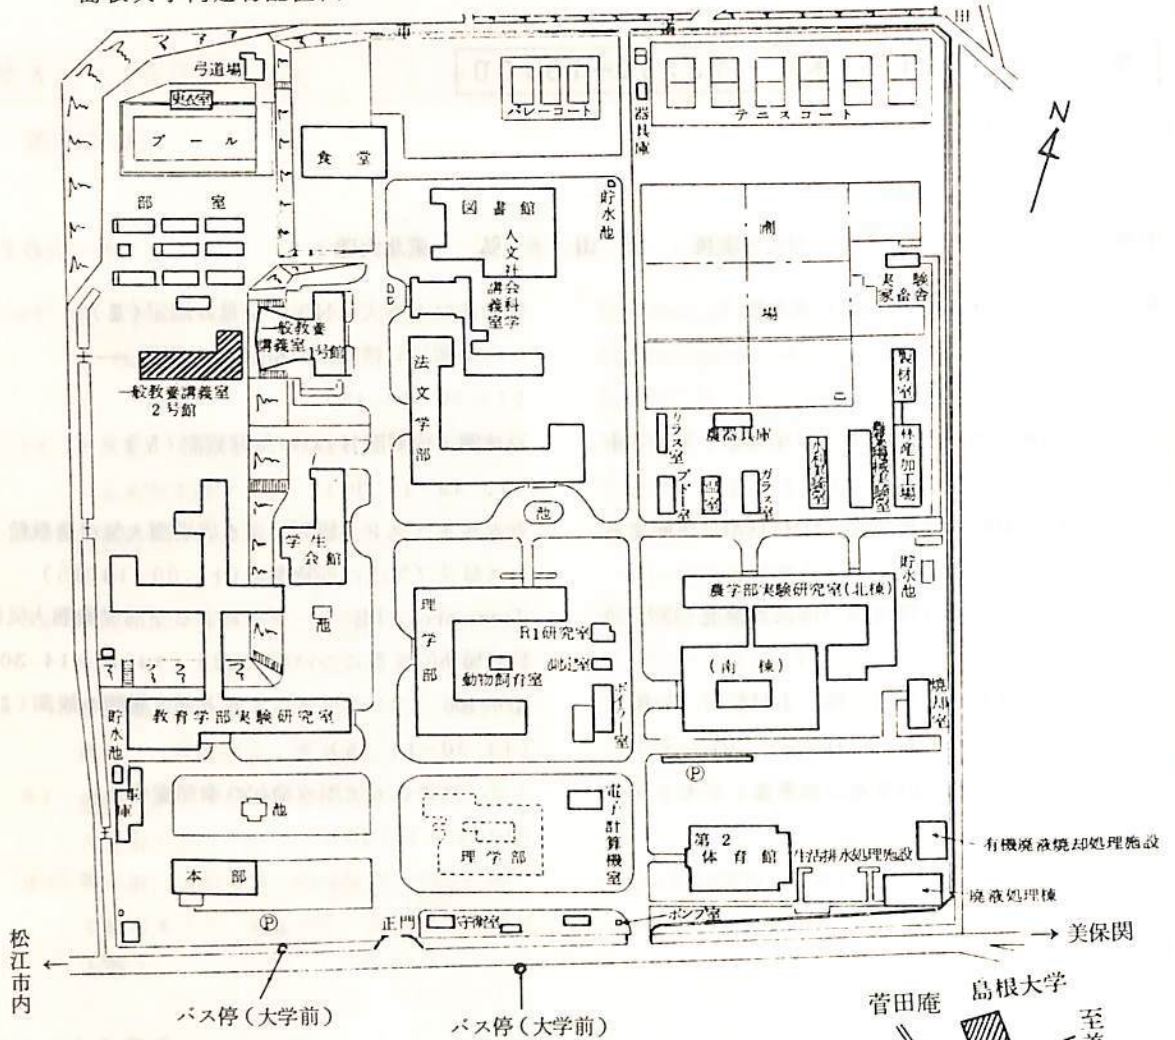 弓道場
更衣室
プール
食堂
バレーコート
器具庫
テニスコート
N
部室
図書館
貯水池
人文社会科学
講義室
圃場
実験
家畜舎
一般教養
講義室
1号館
一般教養講義室
2号館
法文学部
製材室
ガラス室
農器具庫
林産加工場
ガラス室
池
学生
会館
池
理学部
農学部実験研究室(北棟)
貯水池
R1研究室
動物飼育室
ボイラー室
(南棟)
焼却室
貯水池
教育学部実験研究室
車庫
池
P
電子計算機室
理学部
第2
体育館
生活排水処理施設
有機廃液焼却処理施設
本部
廃液処理棟
P
正門
守衛室
ポンプ室
美保関
松江市内
バス停(大学前)
バス停(大学前)
菅田庵
島根大学